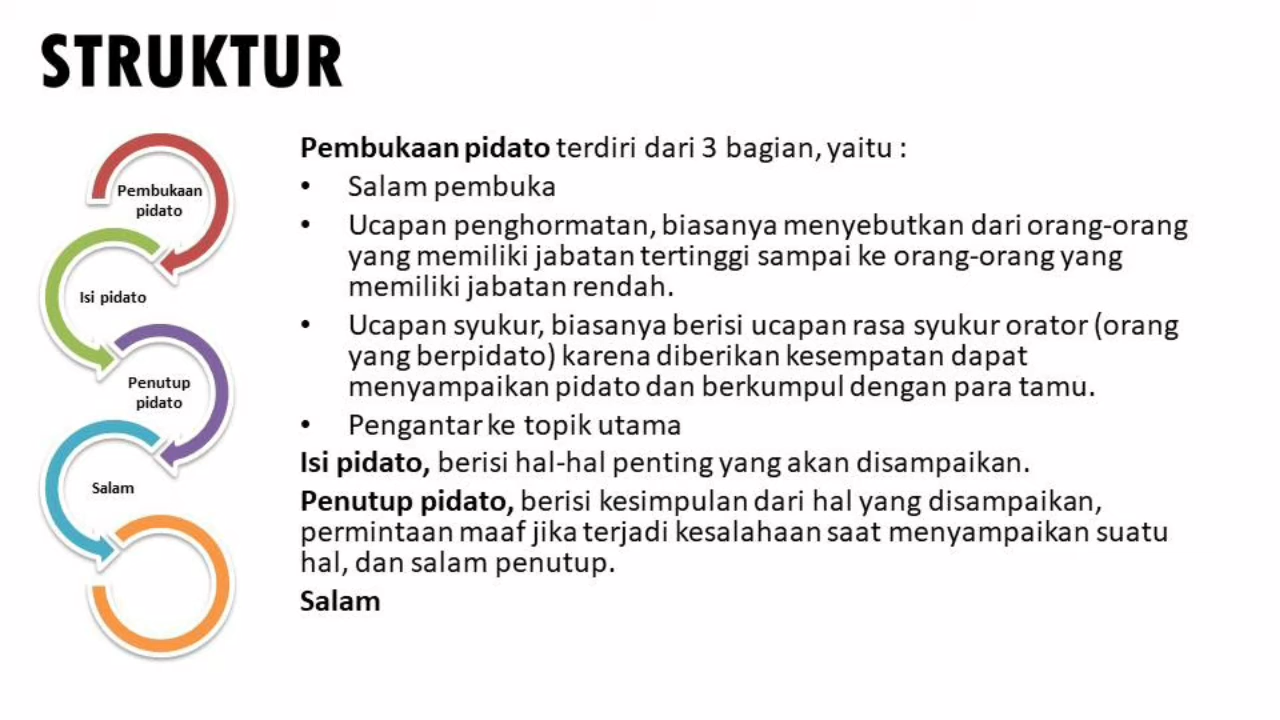 STRUKTUR
Pembukaan
pidato
Isi pidato
Penutup
pidato
Salam
Pembukaan pidato terdiri dari 3 bagian, yaitu :
• Salam pembuka
• Ucapan penghormatan, biasanya menyebutkan dari orang-orang
yang memiliki jabatan tertinggi sampai ke orang-orang yang
memiliki jabatan rendah.
• Ucapan syukur, biasanya berisi ucapan rasa syukur orator (orang
yang berpidato) karena diberikan kesempatan dapat
menyampaikan pidato dan berkumpul dengan para tamu.
• Pengantar ke topik utama
Isi pidato, berisi hal-hal penting yang akan disampaikan.
Penutup pidato, berisi kesimpulan dari hal yang disampaikan,
permintaan maaf jika terjadi kesalahaan saat menyampaikan suatu
hal, dan salam penutup.
Salam